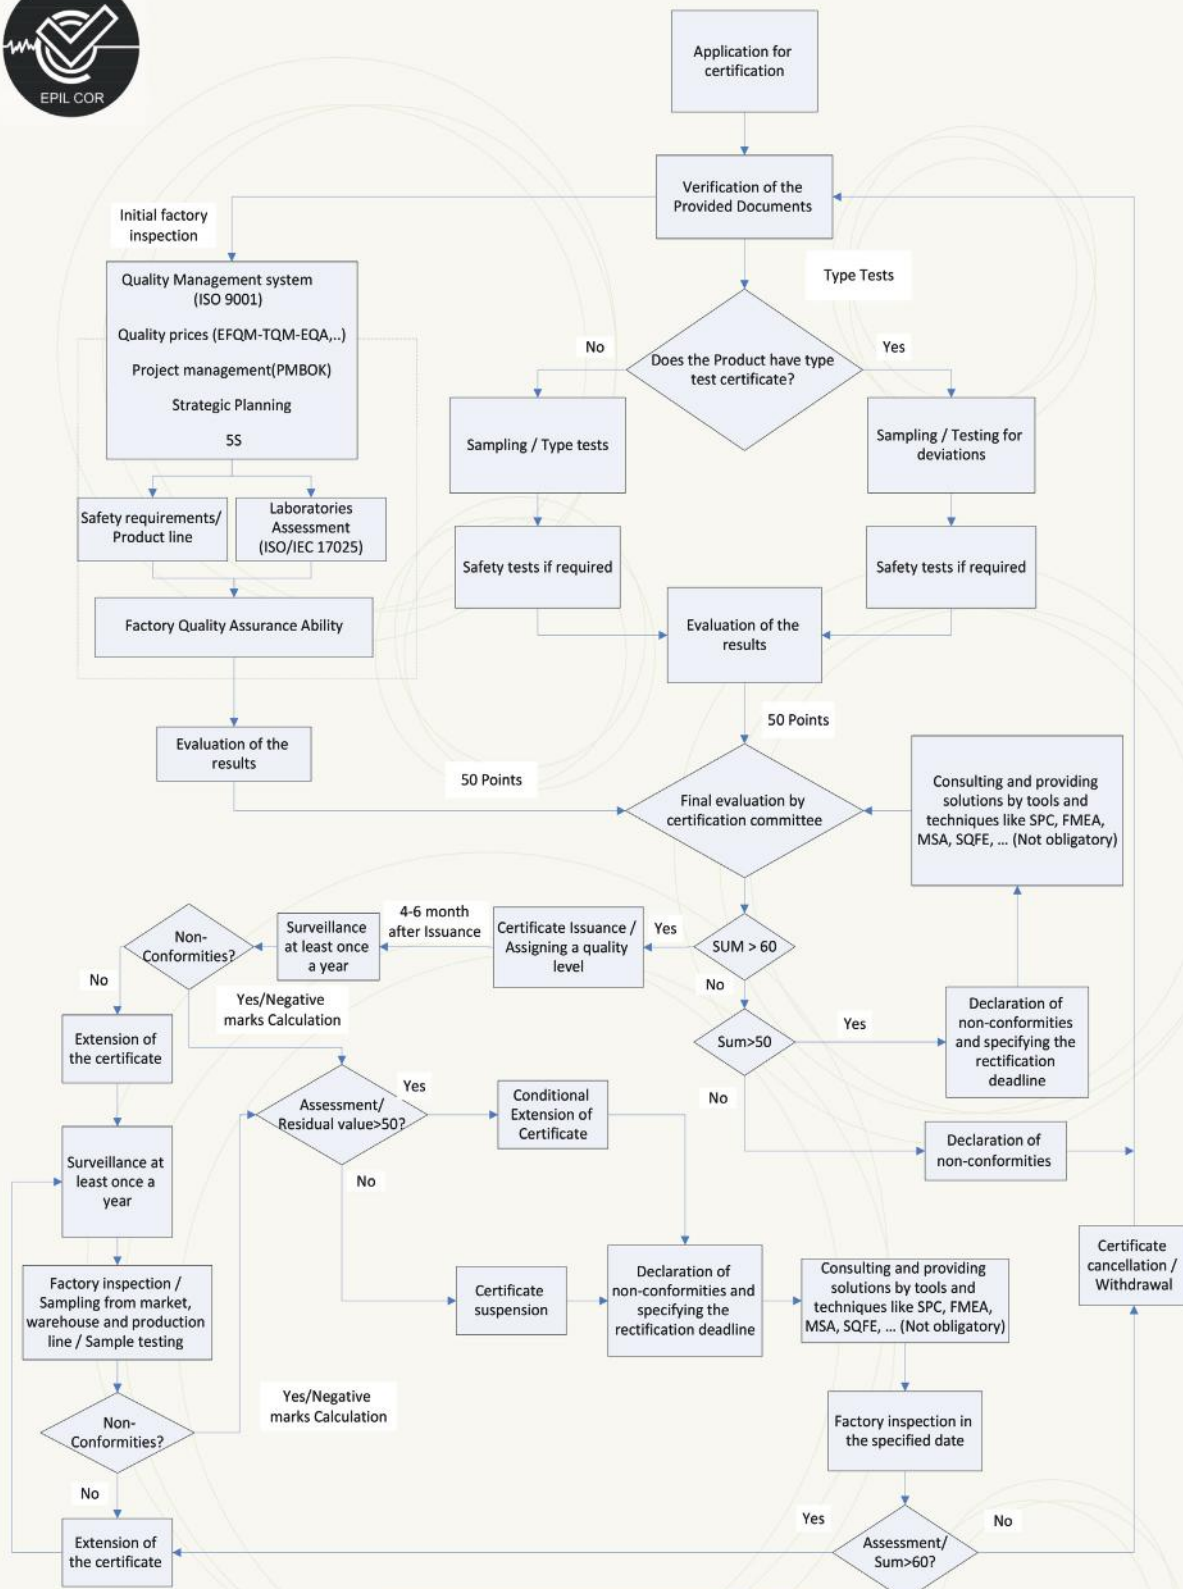 EPIL COR
Application for
certification
Verification of the
Provided Documents
Initial factory
inspection
Type Tests
Quality Management system
(ISO 9001)
Quality prices (EFQM-TQM-EQA,..)
Project management(PMBOK)
Strategic Planning
5S
No
Yes
Does the Product have type
test certificate?
Sampling / Type tests
Sampling / Testing for
deviations
Safety requirements/
Product line
Laboratories
Assessment
(ISO/IEC 17025)
Safety tests if required
Safety tests if required
Factory Quality Assurance Ability
Evaluation of the
results
50 Points
Evaluation of the
results
50 Points
Final evaluation by
certification committee
Consulting and providing
solutions by tools and
techniques like SPC, FMEA,
MSA, SQFE, ... (Not obligatory)
Non-
Conformities?
Surveillance
at least once
a year
4-6 month
after Issuance
Certificate Issuance /
Assigning a quality
level
Yes
SUM > 60
No
No
Yes/Negative
marks Calculation
Extension of
the certificate
Sum>50
Yes
Declaration of
non-conformities
and specifying the
rectification
deadline
Assessment/
Residual value>50?
Yes
Conditional
Extension of
Certificate
No
Declaration of
non-conformities
Surveillance at
least once a
year
No
Certificate
cancellation /
Withdrawal
Factory inspection /
Sampling from market,
warehouse and production
line / Sample testing
Certificate
suspension
Declaration of
non-conformities and
specifying the
rectification deadline
Consulting and providing
solutions by tools and
techniques like SPC, FMEA,
MSA, SQFE, ... (Not obligatory)
Yes/Negative
marks Calculation
Non-
Conformities?
Factory inspection in
the specified date
No
Extension of
the certificate
Yes
No
Assessment/
Sum>60?